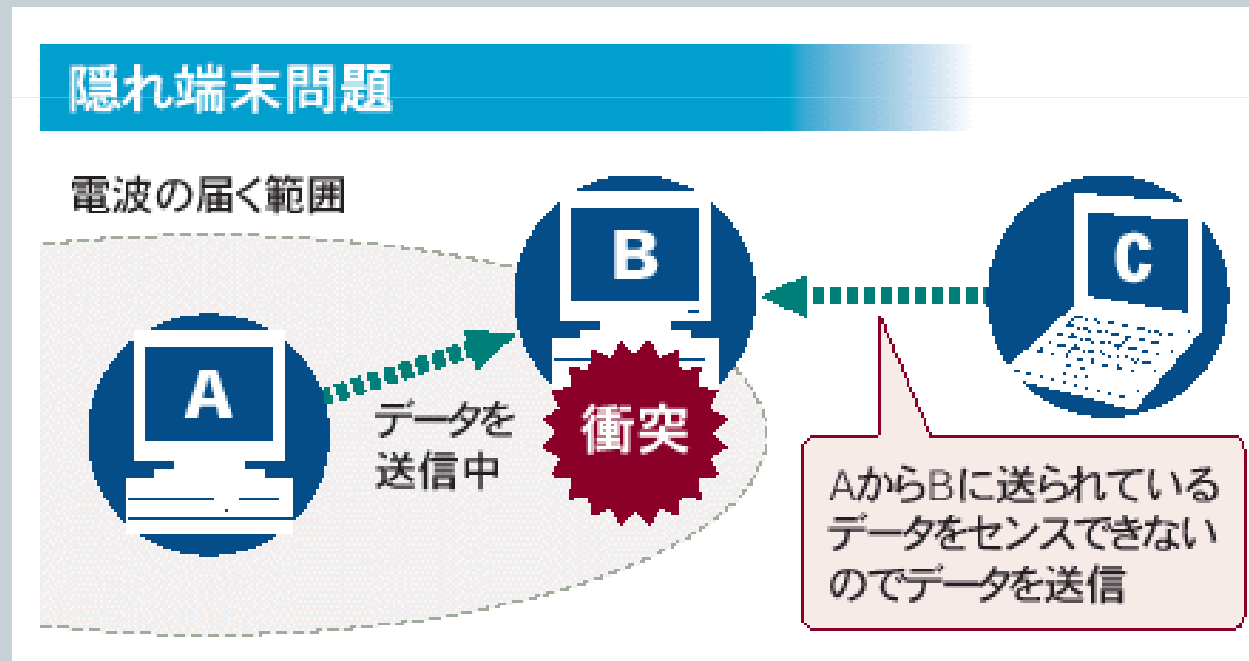 隠れ端末問題
電波の届く範囲
B
C
A
データを
送信中
衝突
AからBに送られている
データをセンスできない
のでデータを送信